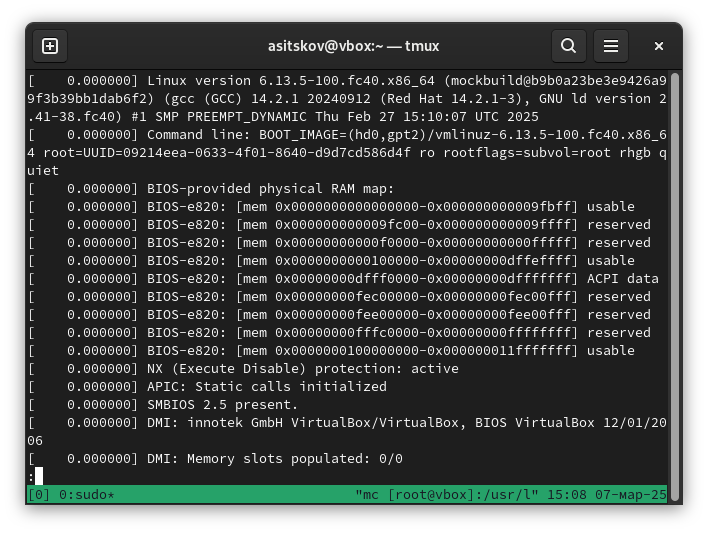 asitskov@vbox:~ — tmux
[    0.000000] Linux version 6.13.5-100.fc40.x86_64 (mockbuild@b9b0a23be3e9426a9
9f3b39bb1dab6f2) (gcc (GCC) 14.2.1 20240912 (Red Hat 14.2.1-3), GNU ld version 2
.41-38.fc40) #1 SMP PREEMPT_DYNAMIC Thu Feb 27 15:10:07 UTC 2025
[    0.000000] Command line: BOOT_IMAGE=(hd0,gpt2)/vmlinuz-6.13.5-100.fc40.x86_6
4 root=UUID=09214eea-0633-4f01-8640-d9d7cd586d4f ro rootflags=subvol=root rhgb q
uiet
[    0.000000] BIOS-provided physical RAM map:
[    0.000000] BIOS-e820: [mem 0x0000000000000000-0x000000000009fbff] usable
[    0.000000] BIOS-e820: [mem 0x000000000009fc00-0x000000000009ffff] reserved
[    0.000000] BIOS-e820: [mem 0x00000000000f0000-0x00000000000fffff] reserved
[    0.000000] BIOS-e820: [mem 0x0000000000100000-0x00000000dffeffff] usable
[    0.000000] BIOS-e820: [mem 0x00000000dfff0000-0x00000000dfffffff] ACPI data
[    0.000000] BIOS-e820: [mem 0x00000000fec00000-0x00000000fec00fff] reserved
[    0.000000] BIOS-e820: [mem 0x00000000fee00000-0x00000000fee00fff] reserved
[    0.000000] BIOS-e820: [mem 0x00000000fffc0000-0x00000000ffffffff] reserved
[    0.000000] BIOS-e820: [mem 0x0000000100000000-0x000000011fffffff] usable
[    0.000000] NX (Execute Disable) protection: active
[    0.000000] APIC: Static calls initialized
[    0.000000] SMBIOS 2.5 present.
[    0.000000] DMI: innotek GmbH VirtualBox/VirtualBox, BIOS VirtualBox 12/01/20
06
[    0.000000] DMI: Memory slots populated: 0/0
:
[0] 0:sudo* "mc [root@vbox]:/usr/l" 15:08 07-мар-25